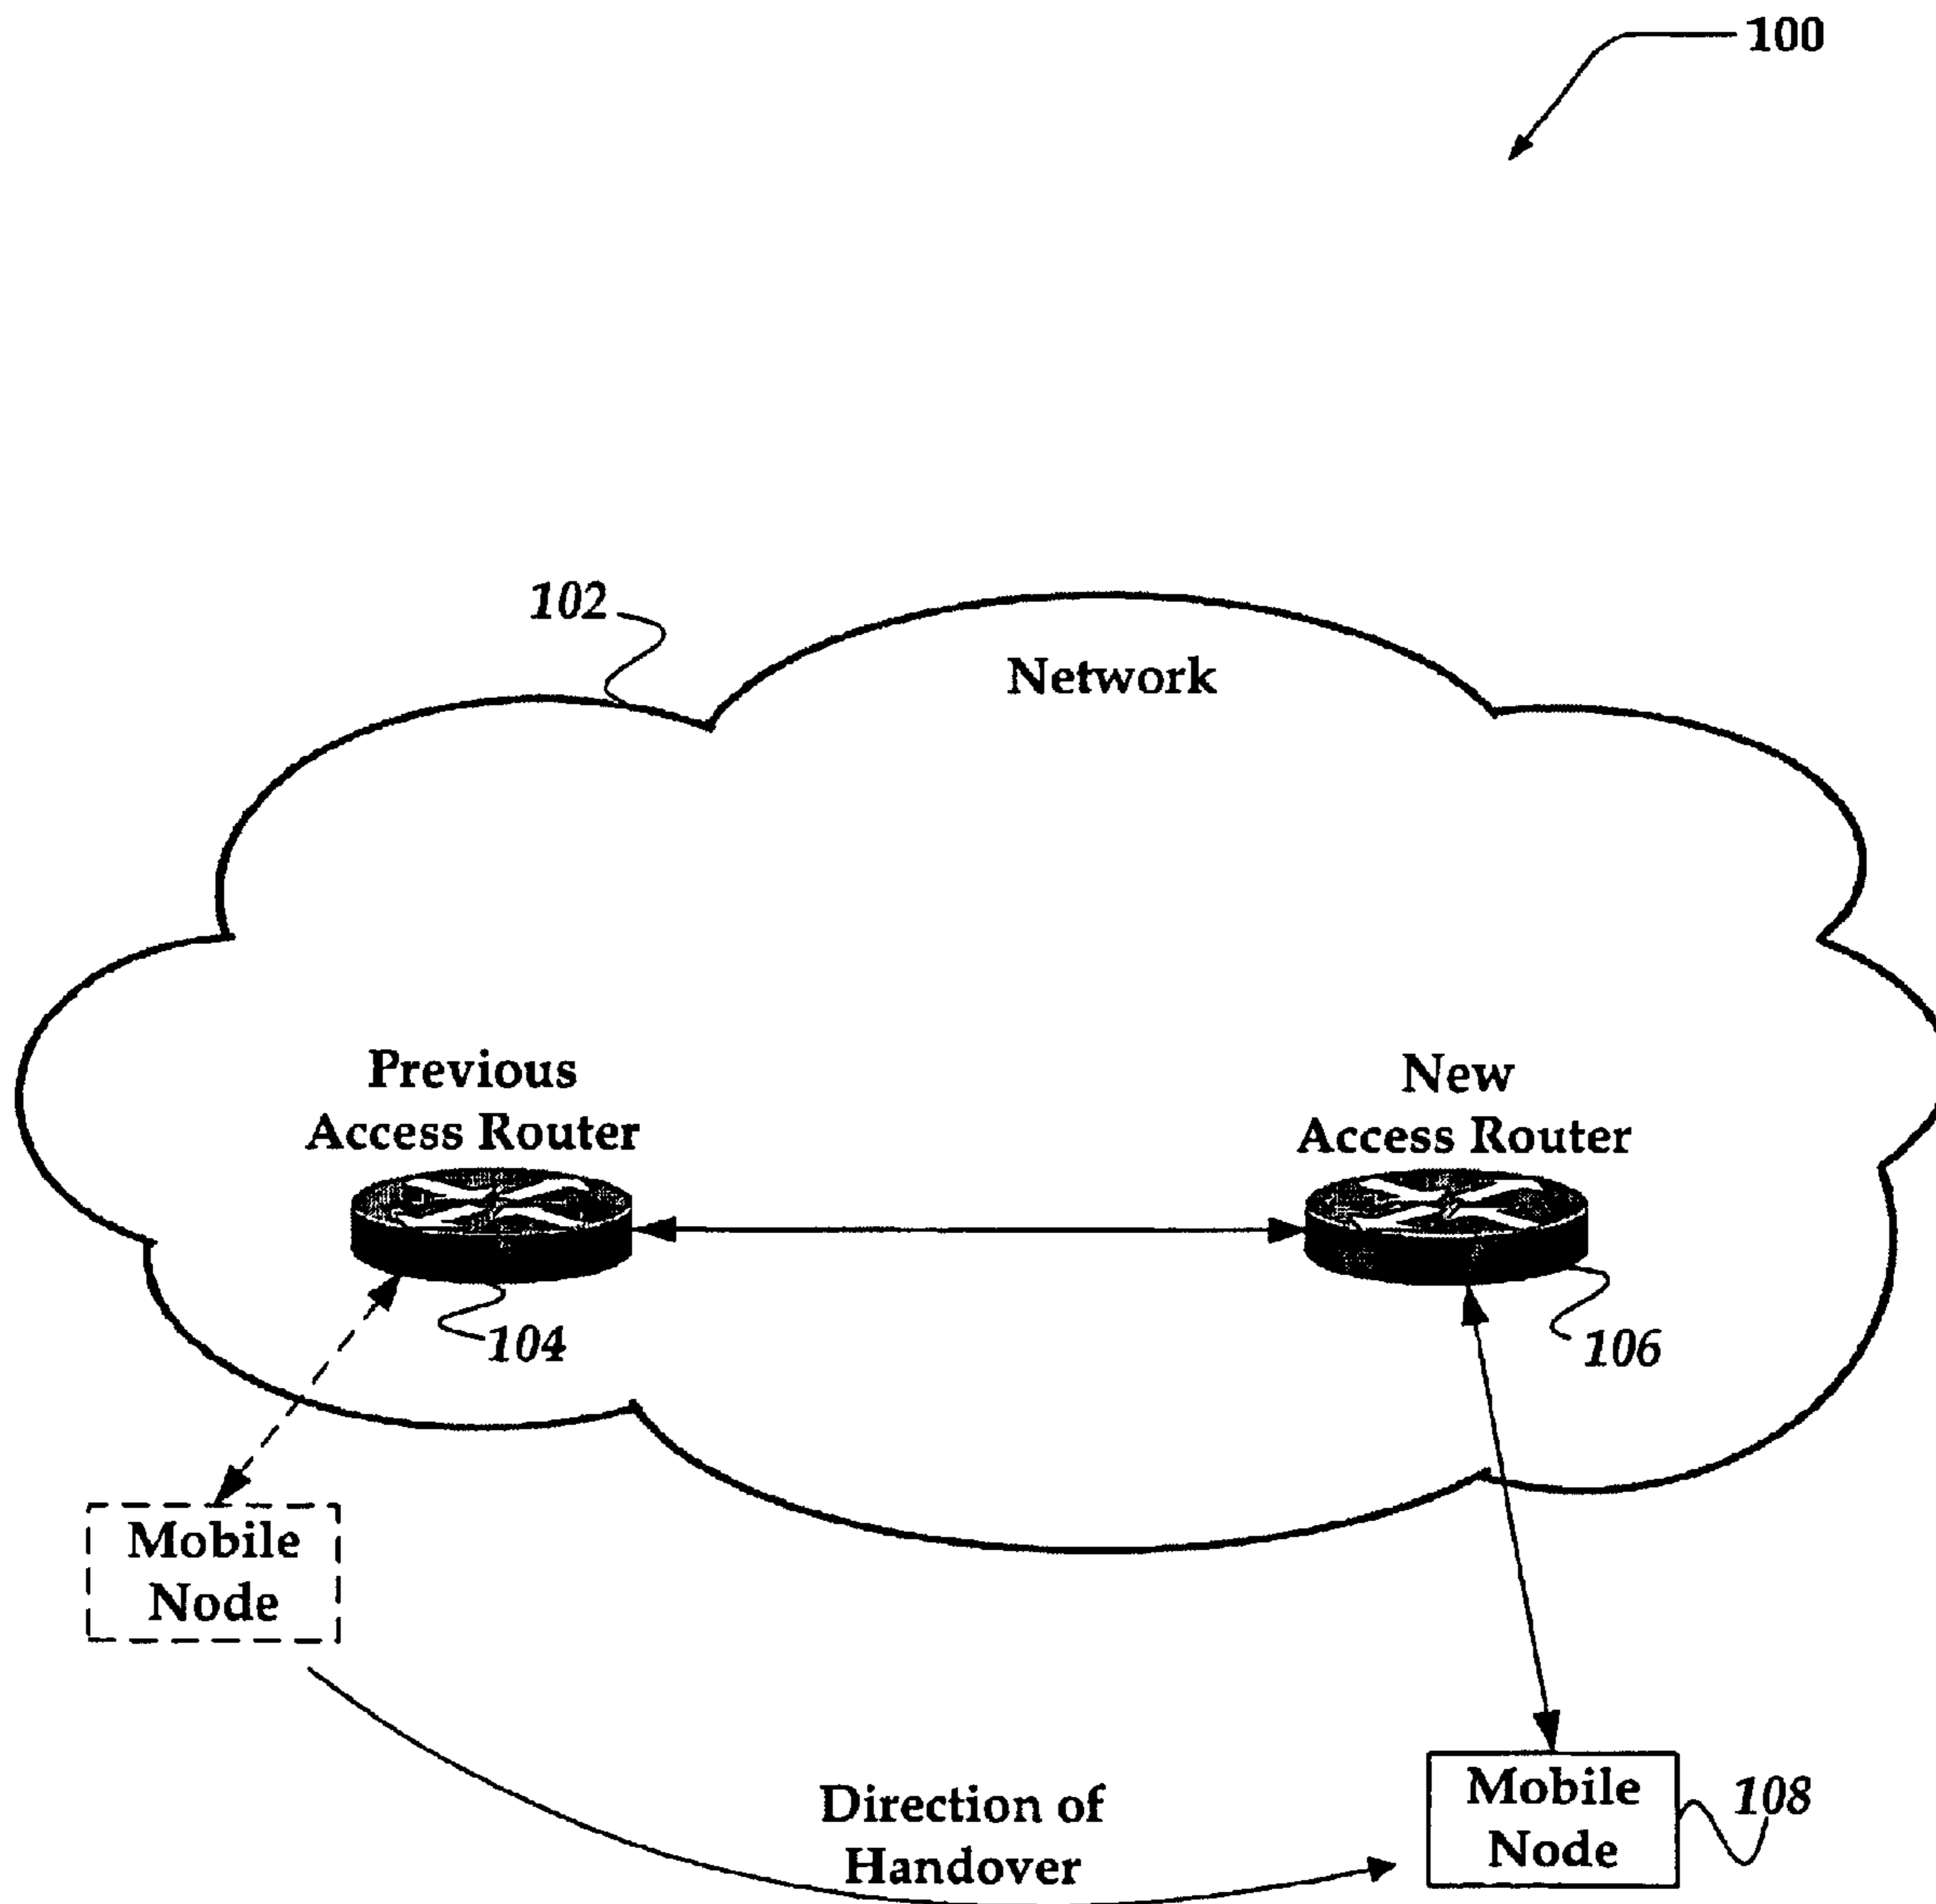 100
102
Network
Previous
Access Router
New
Access Router
104
106
Mobile
Node
Direction of
Handover
Mobile
Node
108